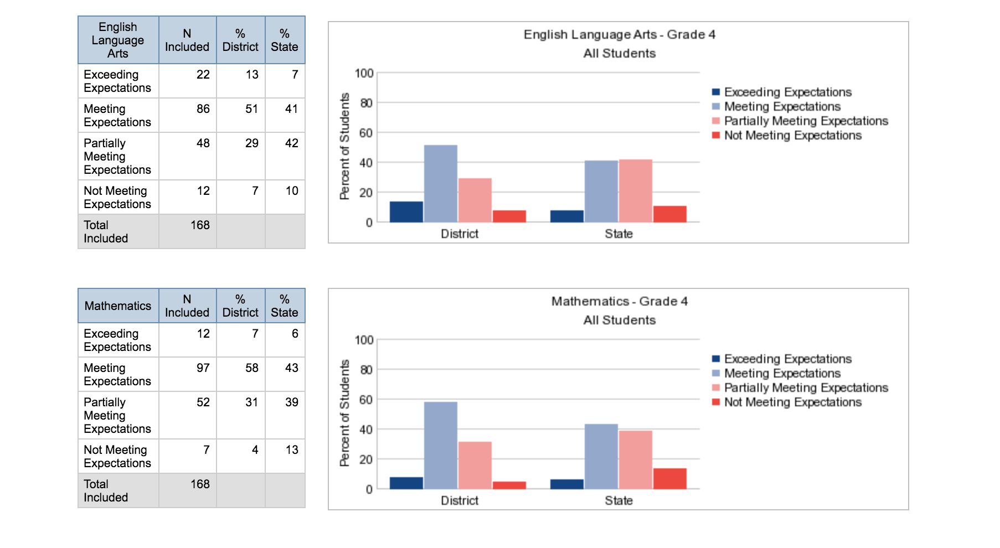 English
Language
Arts
N
Included
%
District
%
State
Exceeding
Expectations
22
13
7
Meeting
Expectations
86
51
41
Partially
Meeting
Expectations
48
29
42
Not Meeting
Expectations
12
7
10
Total
Included
168
English Language Arts - Grade 4
All Students
Percent of Students
100
80
60
40
20
0
District
State
Exceeding Expectations
Meeting Expectations
Partially Meeting Expectations
Not Meeting Expectations
Mathematics
N
Included
%
District
%
State
Exceeding
Expectations
12
7
6
Meeting
Expectations
97
58
43
Partially
Meeting
Expectations
52
31
39
Not Meeting
Expectations
7
4
13
Total
Included
168
Mathematics - Grade 4
All Students
Percent of Students
100
80
60
40
20
0
District
State
Exceeding Expectations
Meeting Expectations
Partially Meeting Expectations
Not Meeting Expectations